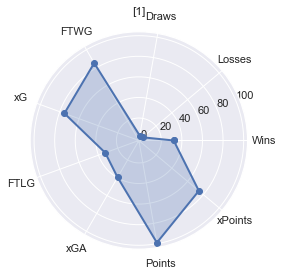 [1]
Draws
FTWG
Losses
xG
100
80
60
40
20
0
Wins
FTLG
xPoints
xGA
Points